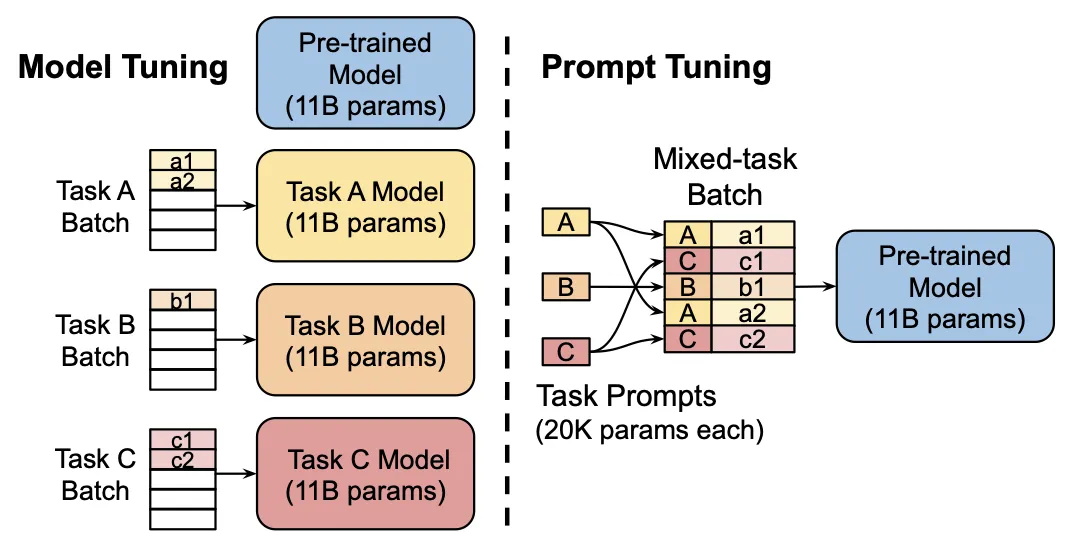 Model Tuning
Pre-trained
Model
(11B params)
Task A
Batch
a1
a2
Task A Model
(11B params)
Task B
Batch
b1
Task B Model
(11B params)
Task C
Batch
c1
c2
Task C Model
(11B params)
Prompt Tuning
Mixed-task
Batch
A
B
C
A a1
C c1
B b1
A a2
C c2
Pre-trained
Model
(11B params)
Task Prompts
(20K params each)